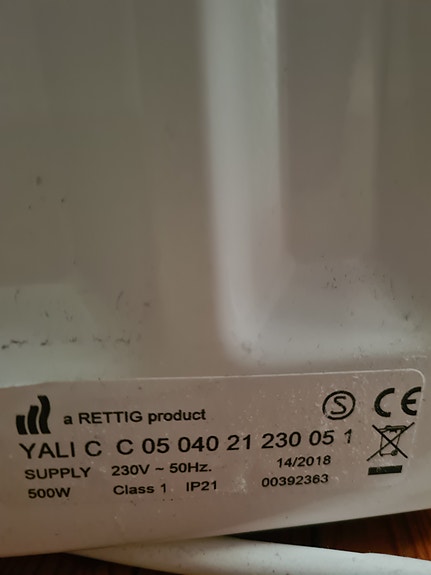 a RETTIG product
S CE
YALI C C 05 040 21 230 05 1
SUPPLY 230V ~ 50Hz. 14/2018
500W Class 1 IP21 00392363